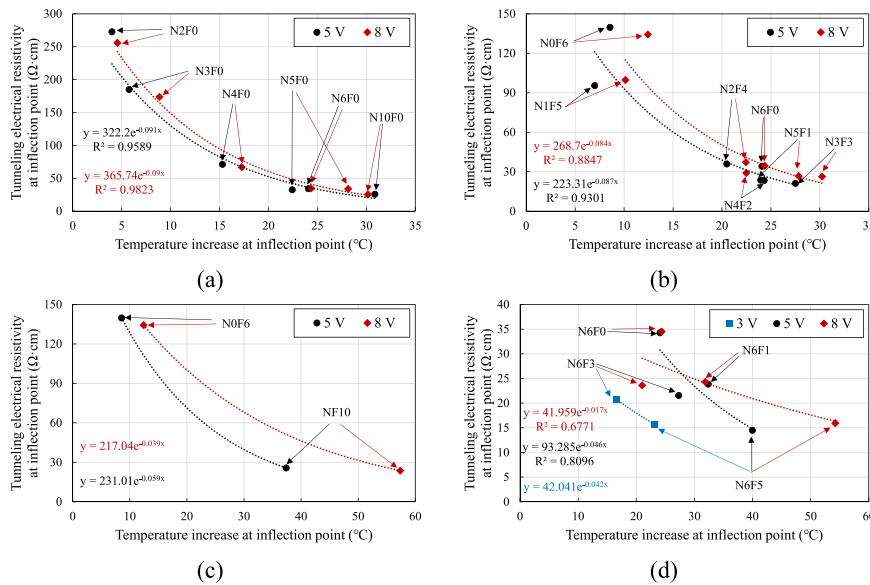 Tunneling electrical resistivity
at inflection point (Ω·cm)
300
250
200
150
100
50
0
5 V
8 V
N2F0
N3F0
N4F0
N5F0
N6F0
N10F0
y = 322.2e^-0.091x
R² = 0.9589
y = 365.74e^-0.09x
R² = 0.9823
0 5 10 15 20 25 30 35
Temperature increase at inflection point (℃)
(a)
Tunneling electrical resistivity
at inflection point (Ω·cm)
150
120
90
60
30
0
5 V
8 V
N0F6
N1F5
N2F4
N6F0
N5F1
N3F3
N4F2
y = 268.7e^-0.084x
R² = 0.8847
y = 223.31e^-0.087x
R² = 0.9301
0 5 10 15 20 25 30 35
Temperature increase at inflection point (℃)
(b)
Tunneling electrical resistivity
at inflection point (Ω·cm)
150
120
90
60
30
0
5 V
8 V
N0F6
NF10
y = 217.04e^-0.039x
y = 231.01e^-0.059x
0 10 20 30 40 50 60
Temperature increase at inflection point (℃)
(c)
Tunneling electrical resistivity
at inflection point (Ω·cm)
40
35
30
25
20
15
10
5
0
3 V
5 V
8 V
N6F0
N6F3
N6F1
N6F5
y = 41.959e^-0.017x
R² = 0.6771
y = 93.285e^-0.046x
R² = 0.8096
y = 42.041e^-0.042x
0 10 20 30 40 50 60
Temperature increase at inflection point (℃)
(d)